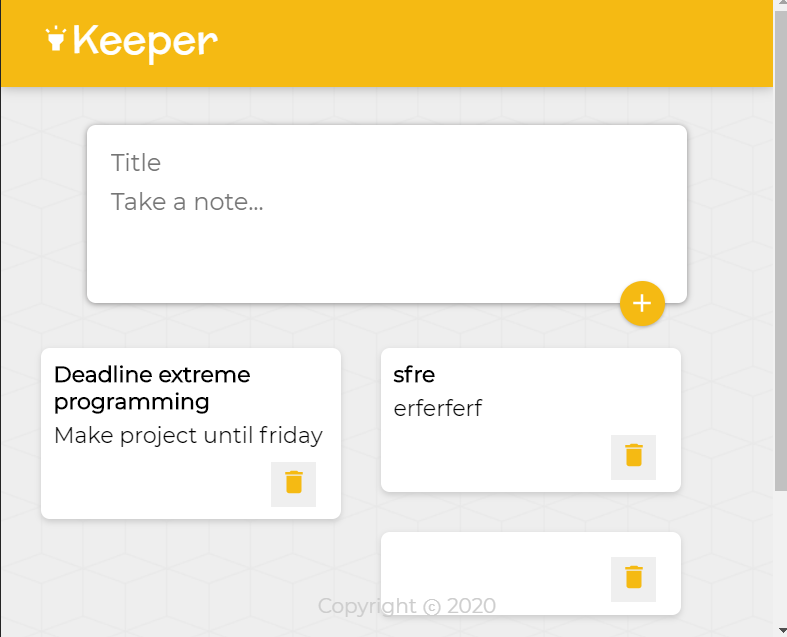 Keeper
Title
Take a note...
Deadline extreme
programming
Make project until friday
sfre
erferferf
Copyright © 2020